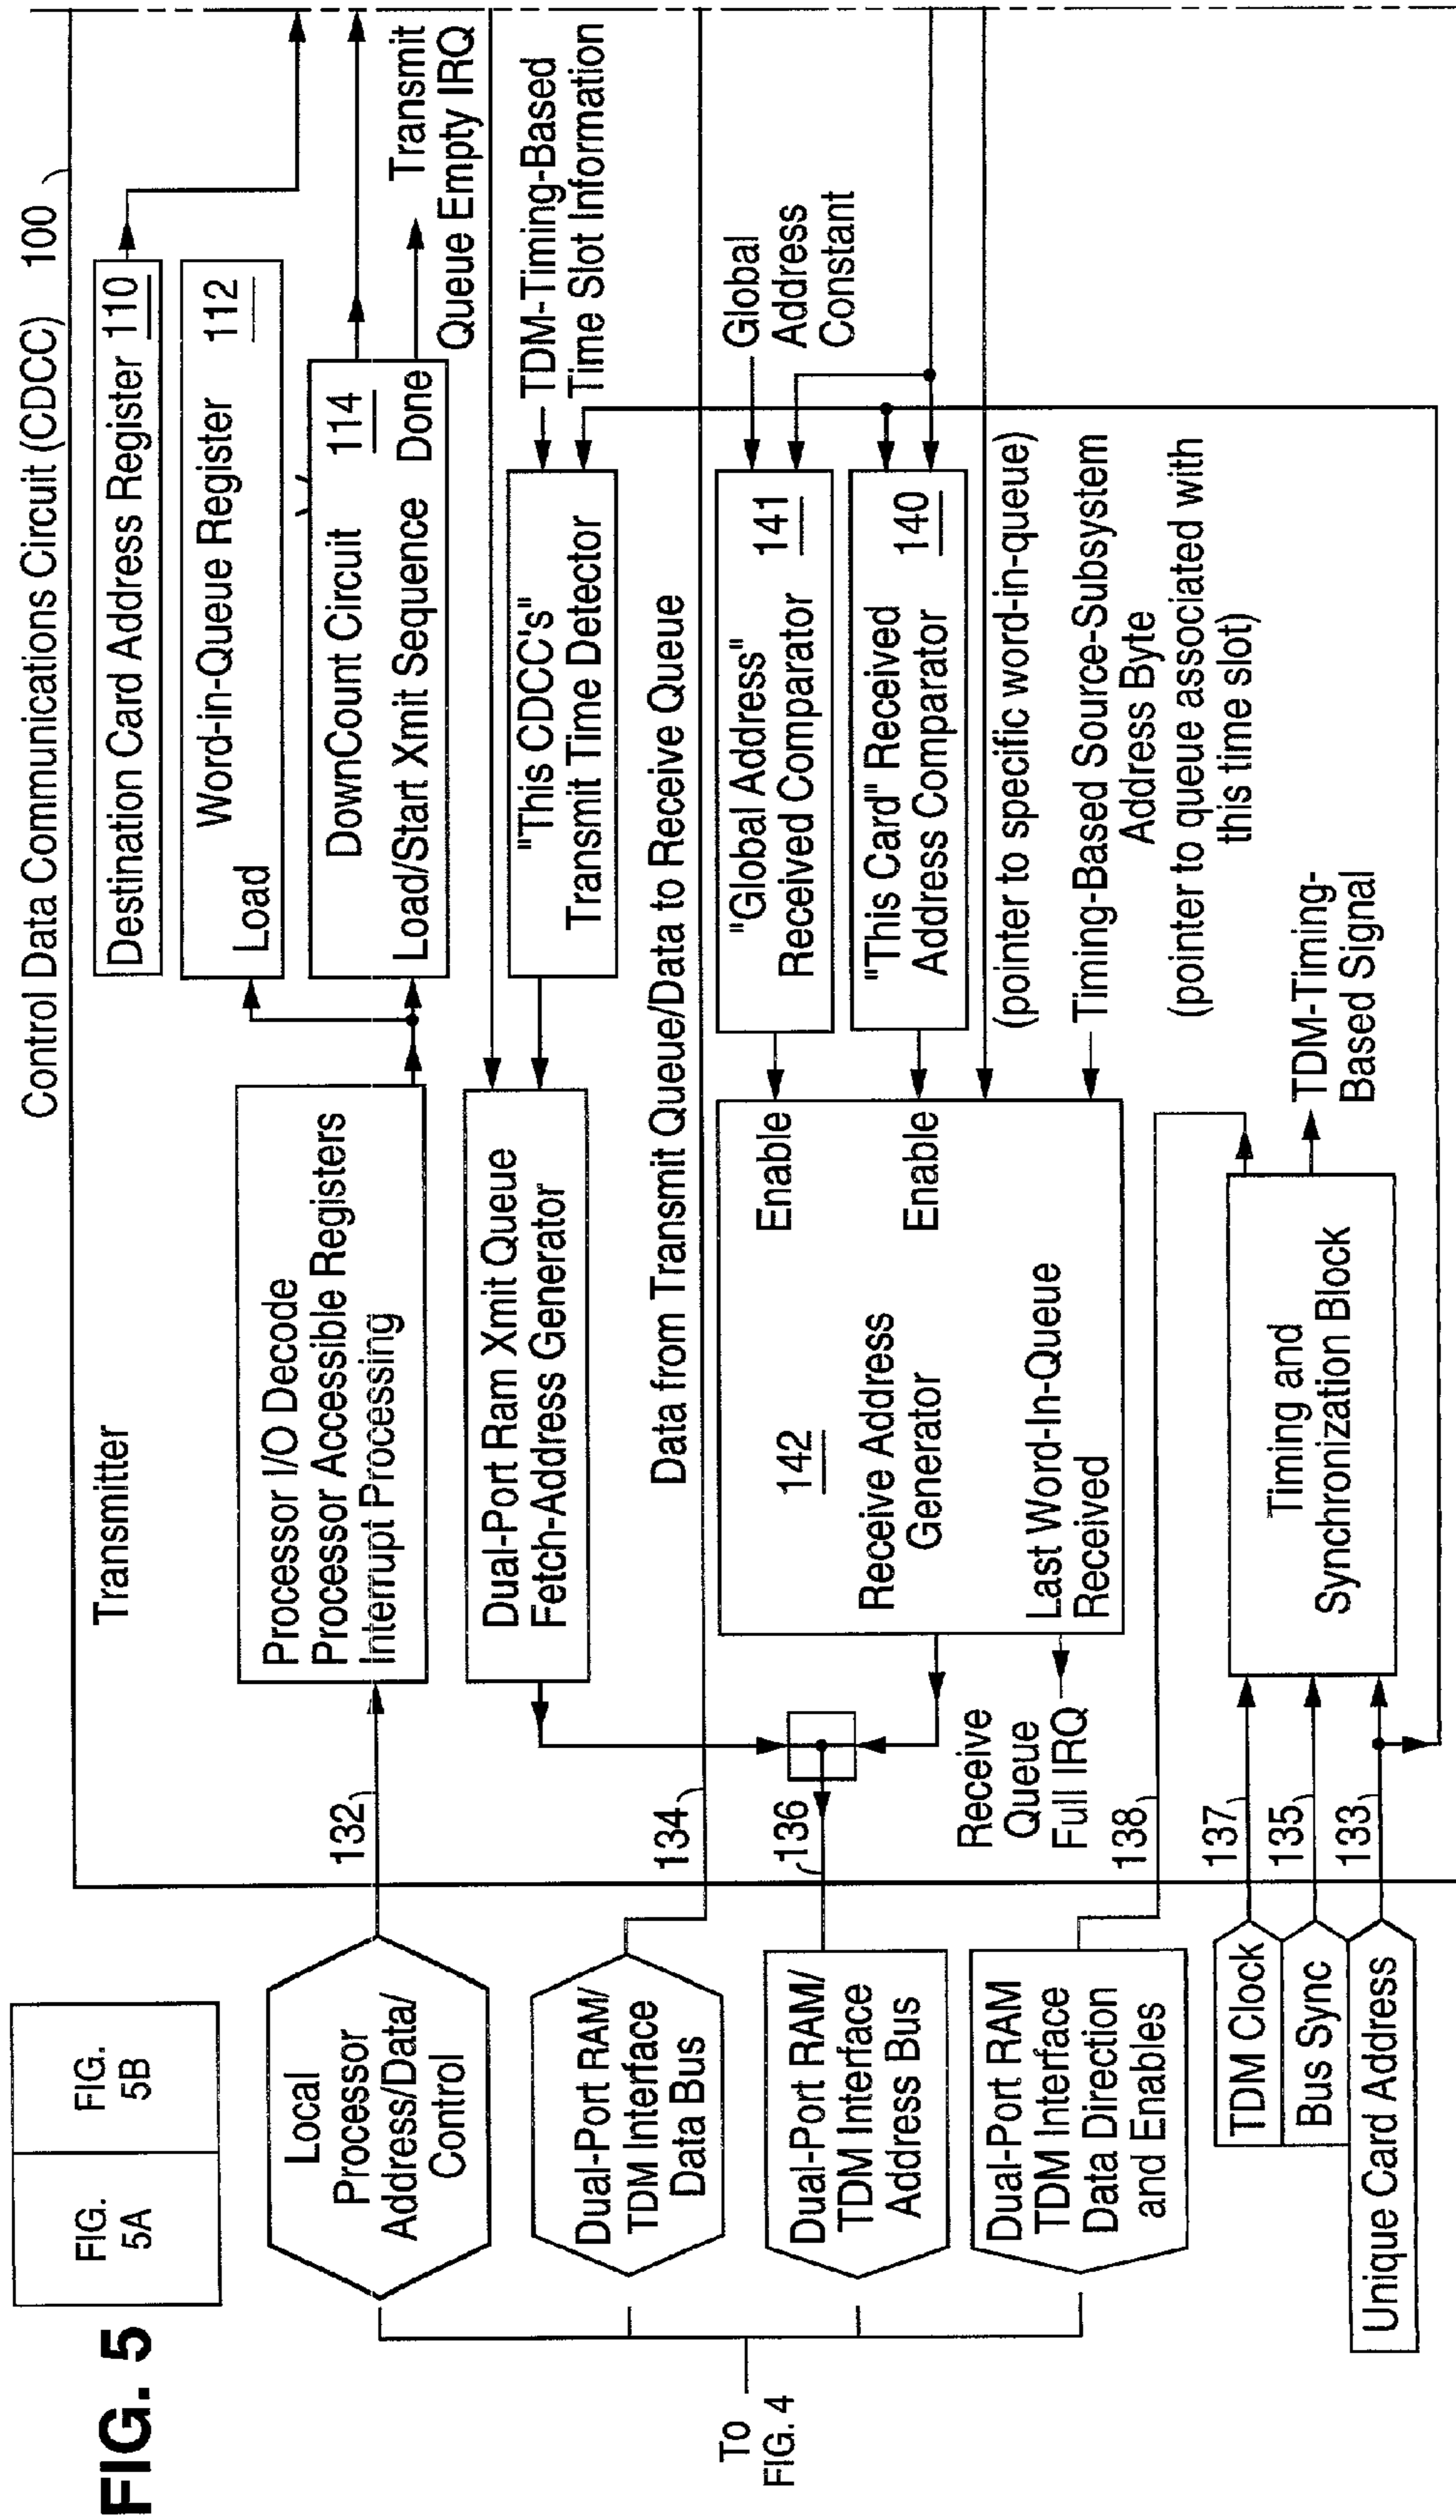 FIG. 5
FIG.
5A
FIG.
5B
Control Data Communications Circuit (CDCC) 100
Transmitter
To
FIG. 4
Local
Processor
Address/Data/
Control
132
Processor I/O Decode
Processor Accessible Registers
Interrupt Processing
Destination Card Address Register 110
Word-in-Queue Register 112
Load
DownCount Circuit 114
Load/Start Xmit Sequence Done
Transmit
Queue Empty IRQ
Dual-Port Ram Xmit Queue
Fetch-Address Generator
"This CDCC's"
Transmit Time Detector
TDM-Timing-Based
Time Slot Information
Dual-Port RAM/
TDM Interface
Data Bus
134
Data from Transmit Queue/Data to Receive Queue
Dual-Port RAM/
TDM Interface
Address Bus
136
142
Receive Address
Generator
Enable
Enable
Last Word-In-Queue
Received
Receive
Queue
Full IRQ
"Global Address"
Received Comparator 141
Global
Address
Constant
"This Card" Received
Address Comparator 140
(pointer to specific word-in-queue)
Timing-Based Source-Subsystem
Address Byte
(pointer to queue associated with
this time slot)
Dual-Port RAM
TDM Interface
Data Direction
and Enables
138
TDM Clock
137
Bus Sync
135
Unique Card Address
133
Timing and
Synchronization Block
TDM-Timing-
Based Signal